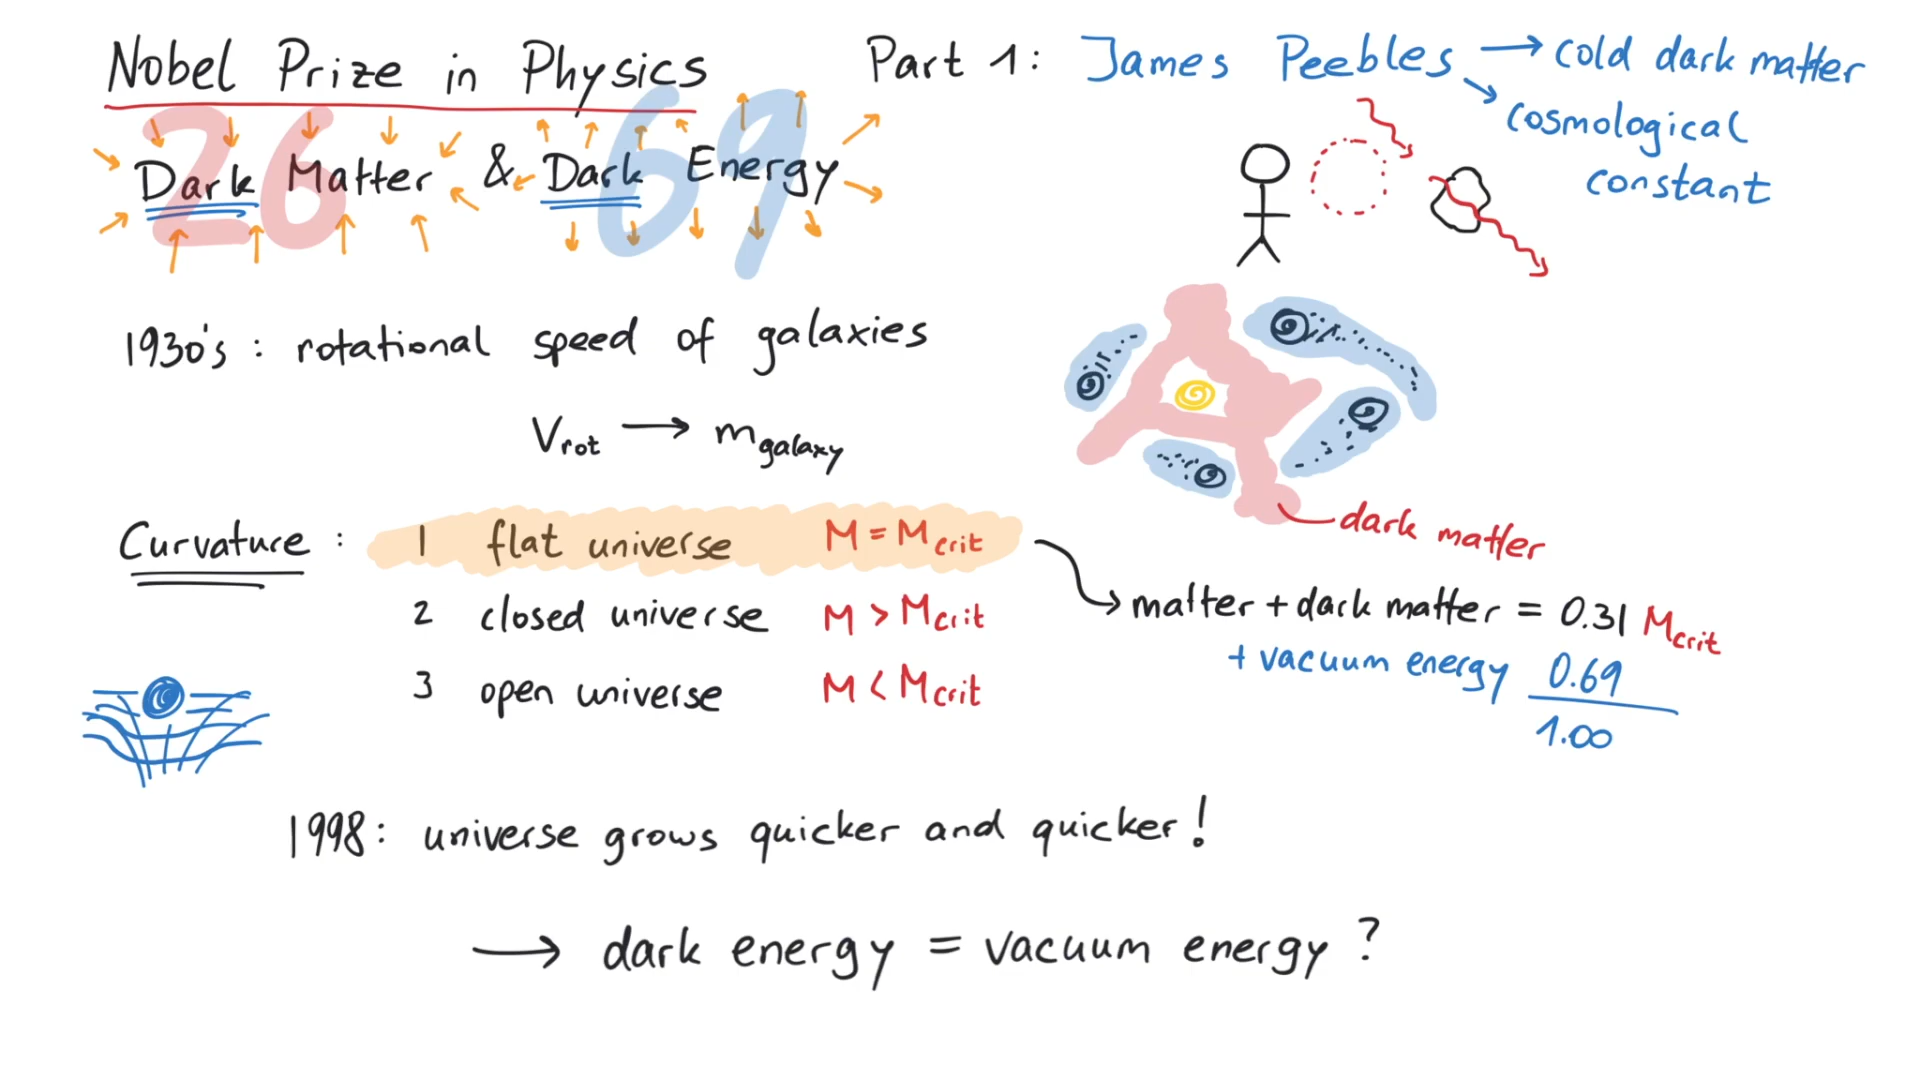 Nobel Prize in Physics
Part 1: James Peebles → cold dark matter
→ cosmological
constant
26 69
Dark Matter & Dark Energy
1930's : rotational speed of galaxies
Vrot → mgalaxy
dark matter
Curvature :
1 flat universe M = Mcrit
2 closed universe M > Mcrit
3 open universe M < Mcrit
→ matter + dark matter = 0.31 Mcrit
+ vacuum energy 0.69
1.00
1998: universe grows quicker and quicker!
→ dark energy = vacuum energy ?